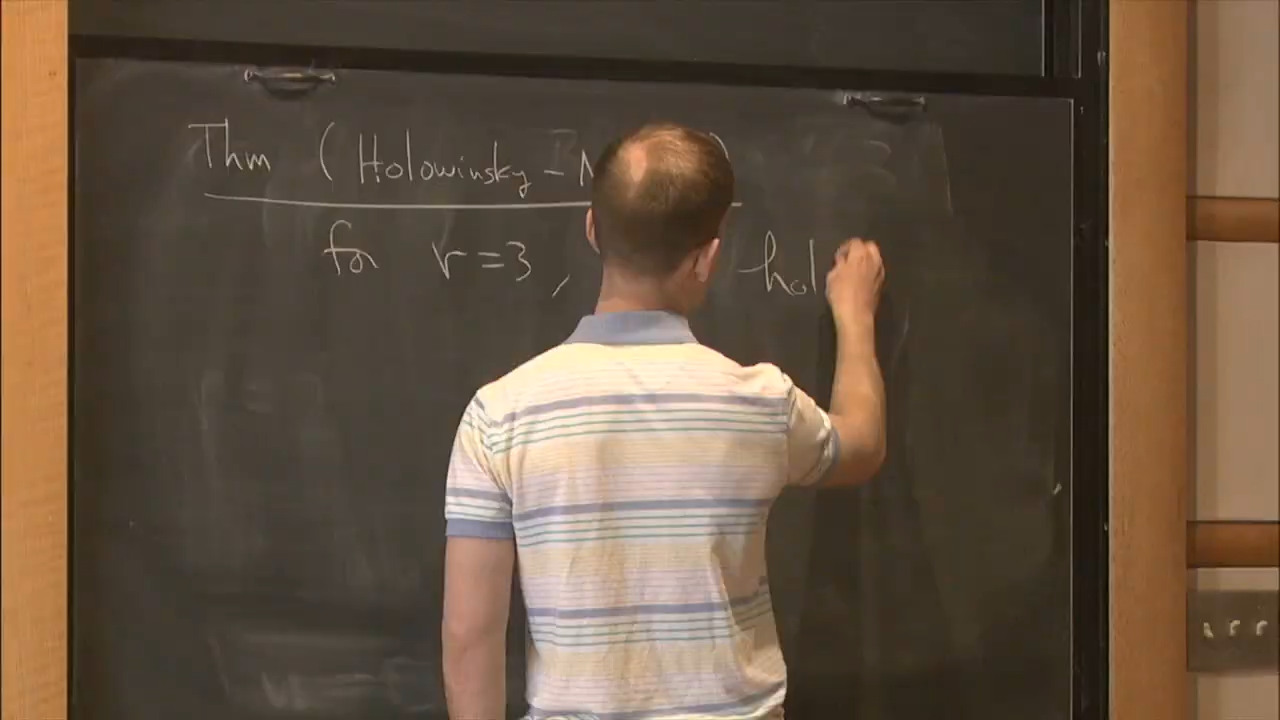 Thm (Holowinsky -
for r = 3, hol